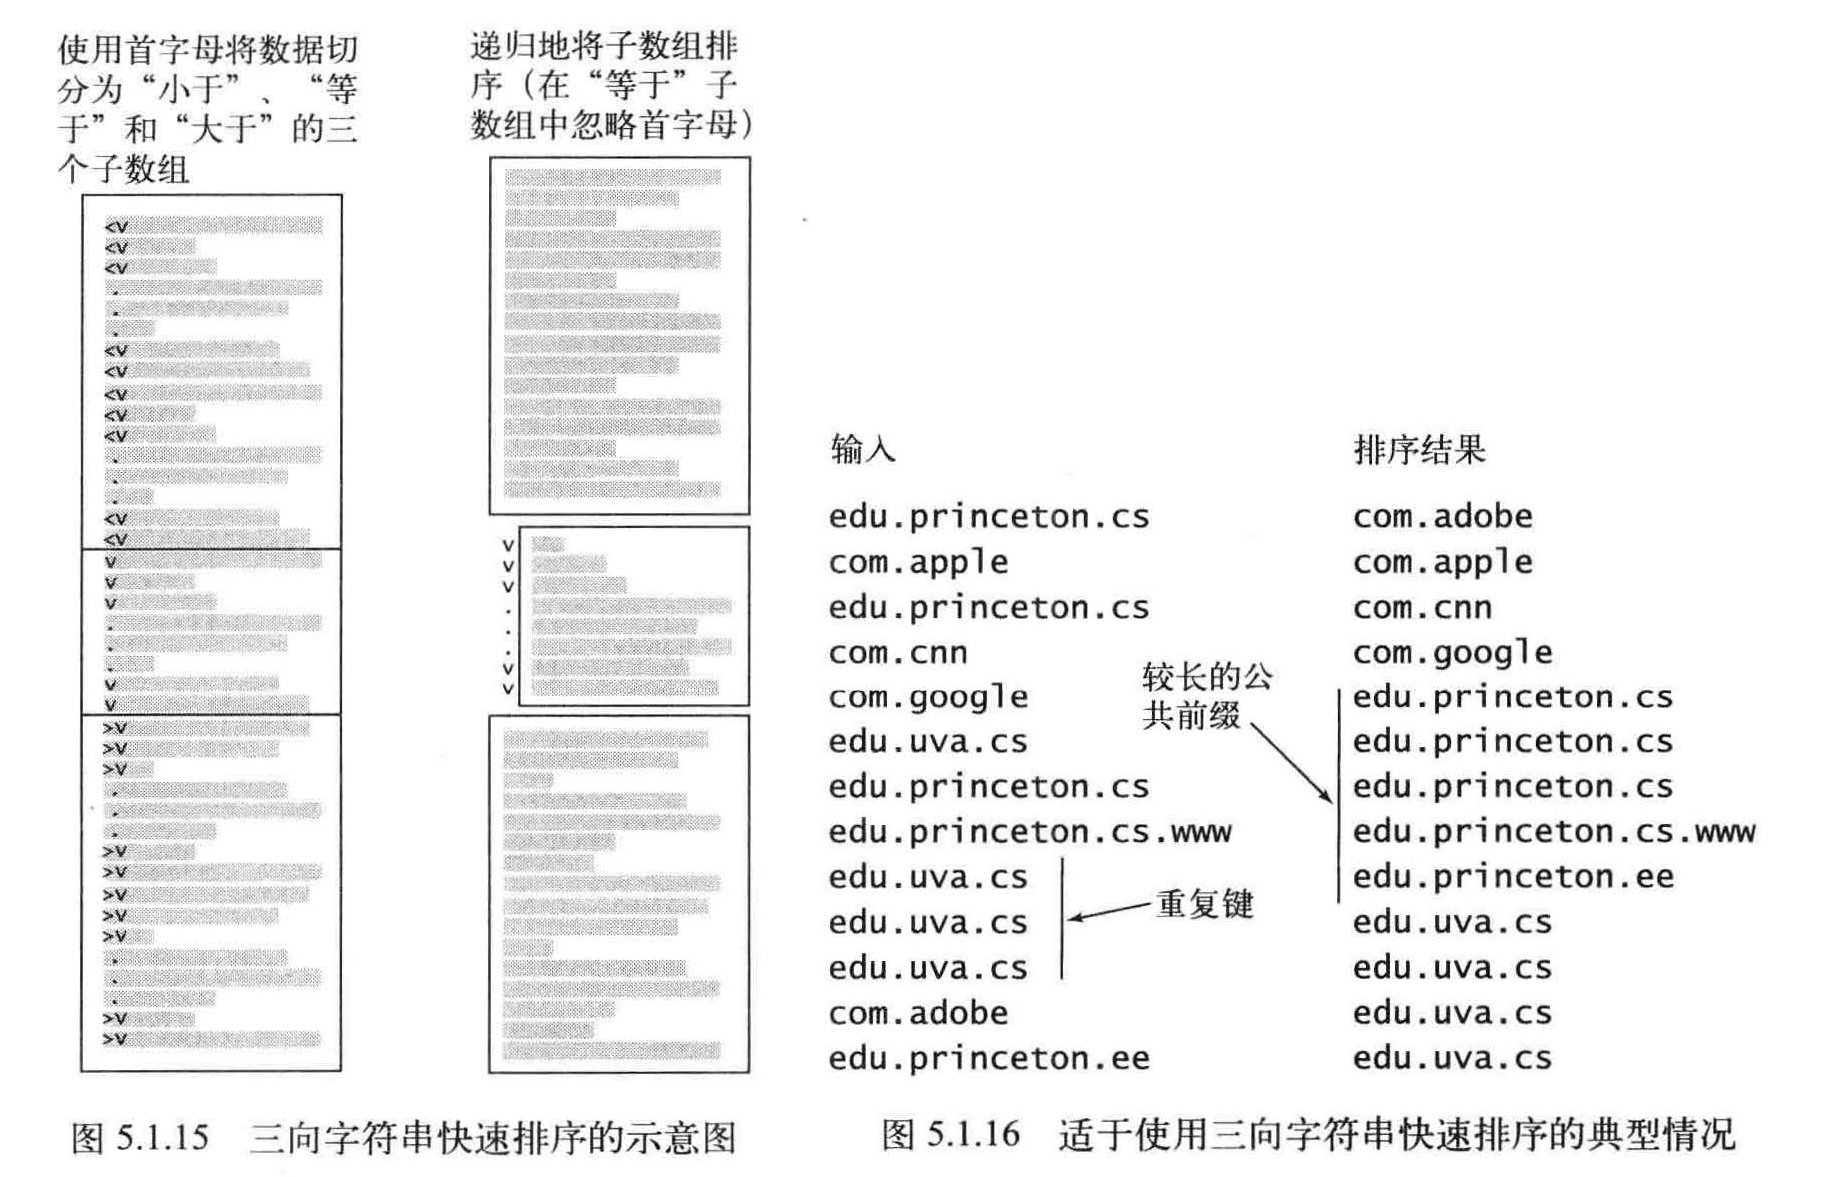 使用首字母将数据切
分为“小于”、“等
于”和“大于”的三
个子数组
<v
<v
<v
.
.
.
<v
<v
<v
<v
<v
.
.
.
<v
<v
v
v
v
.
.
.
v
v
>v
>v
>v
.
.
.
>v
>v
>v
>v
>v
.
.
.
>v
>v
递归地将子数组排
序（在“等于”子
数组中忽略首字母）
v
v
v
.
.
.
v
v
图 5.1.15 三向字符串快速排序的示意图
输入
edu.princeton.cs
com.apple
edu.princeton.cs
com.cnn
com.google
edu.uva.cs
edu.princeton.cs
edu.princeton.cs.www
edu.uva.cs
edu.uva.cs
edu.uva.cs
com.adobe
edu.princeton.ee
重复键
较长的公
共前缀
排序结果
com.adobe
com.apple
com.cnn
com.google
edu.princeton.cs
edu.princeton.cs
edu.princeton.cs
edu.princeton.cs.www
edu.princeton.ee
edu.uva.cs
edu.uva.cs
edu.uva.cs
edu.uva.cs
图 5.1.16 适于使用三向字符串快速排序的典型情况